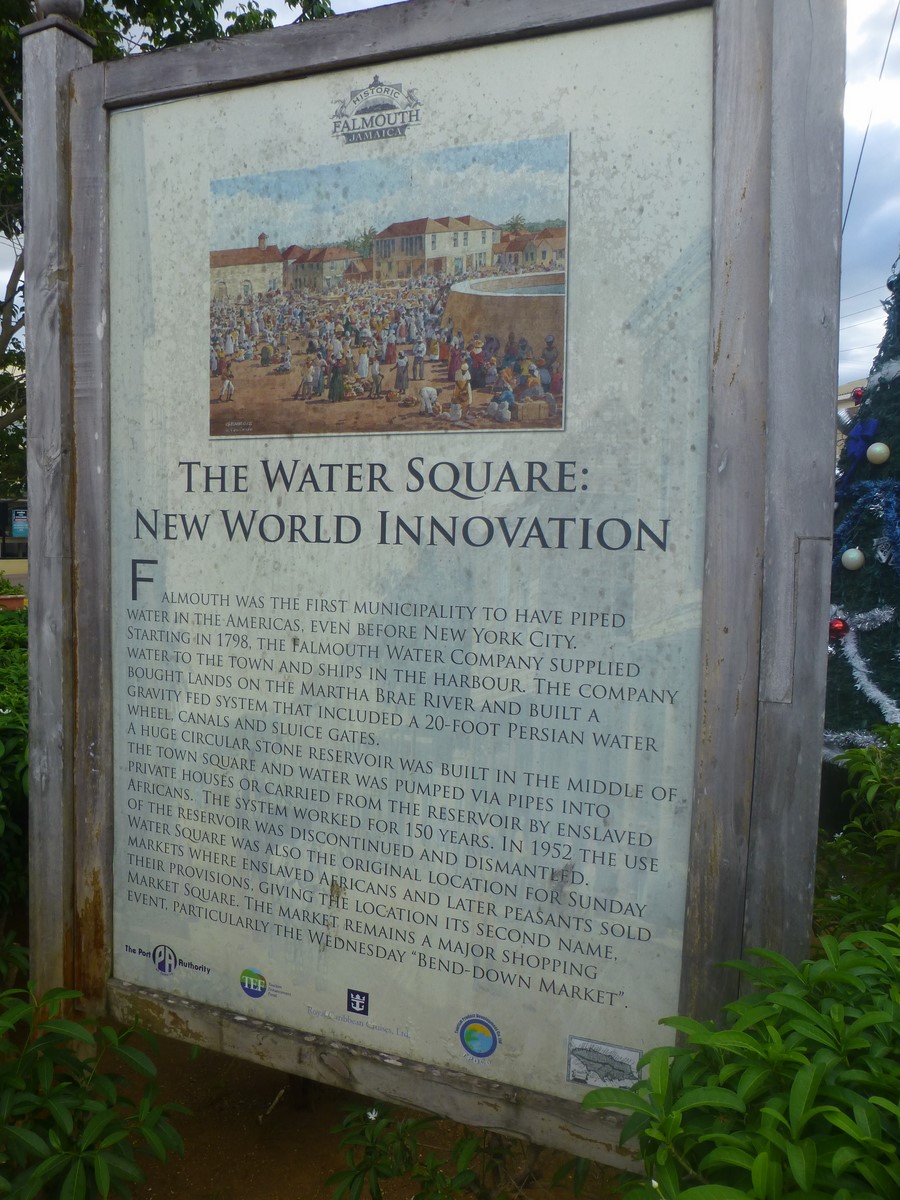 HISTORIC
FALMOUTH
JAMAICA
THE WATER SQUARE:
NEW WORLD INNOVATION
FALMOUTH WAS THE FIRST MUNICIPALITY TO HAVE PIPED
WATER IN THE AMERICAS, EVEN BEFORE NEW YORK CITY.
STARTING IN 1798, THE FALMOUTH WATER COMPANY SUPPLIED
WATER TO THE TOWN AND SHIPS IN THE HARBOUR. THE COMPANY
BOUGHT LANDS ON THE MARTHA BRAE RIVER AND BUILT A
GRAVITY FED SYSTEM THAT INCLUDED A 20-FOOT PERSIAN WATER
WHEEL, CANALS AND SLUICE GATES.
A HUGE CIRCULAR STONE RESERVOIR WAS BUILT IN THE MIDDLE OF
THE TOWN SQUARE AND WATER WAS PUMPED VIA PIPES INTO
PRIVATE HOUSES OR CARRIED FROM THE RESERVOIR BY ENSLAVED
AFRICANS. THE SYSTEM WORKED FOR 150 YEARS. IN 1952 THE USE
OF THE RESERVOIR WAS DISCONTINUED AND DISMANTLED.
WATER SQUARE WAS ALSO THE ORIGINAL LOCATION FOR SUNDAY
MARKETS WHERE ENSLAVED AFRICANS AND LATER PEASANTS SOLD
THEIR PROVISIONS, GIVING THE LOCATION ITS SECOND NAME,
MARKET SQUARE. THE MARKET REMAINS A MAJOR SHOPPING
EVENT, PARTICULARLY THE WEDNESDAY "BEND-DOWN MARKET".
The Port PA Authority
TEF
Royal Caribbean Cruises, Ltd.